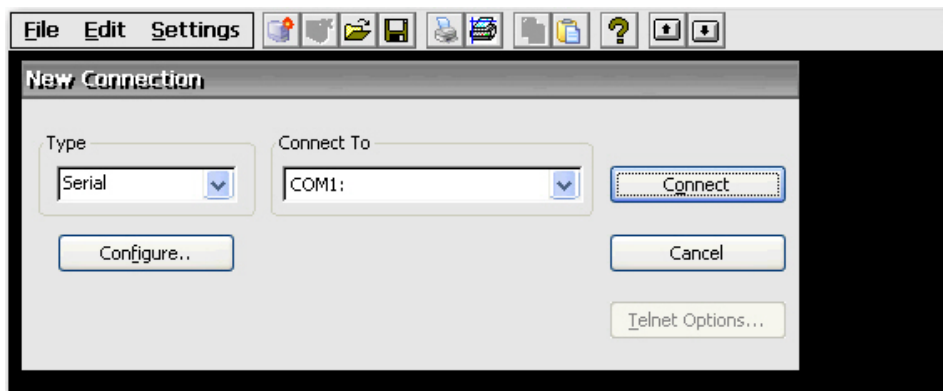 File Edit Settings
New Connection
Type
Connect To
Serial
COM1:
Connect
Configure..
Cancel
Telnet Options...